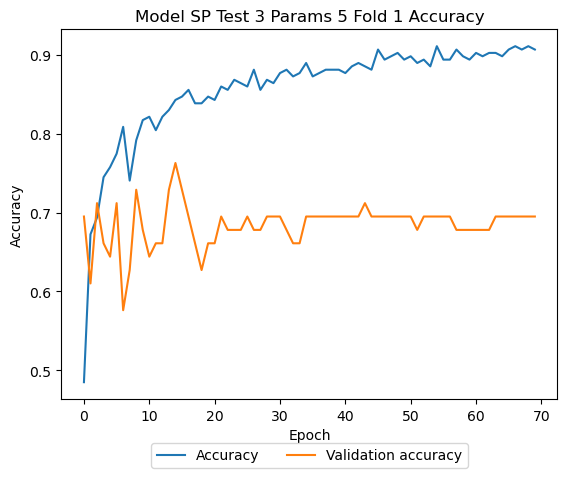 Model SP Test 3 Params 5 Fold 1 Accuracy
0.9
0.8
0.7
0.6
0.5
Accuracy
0 10 20 30 40 50 60 70
Epoch
Accuracy Validation accuracy